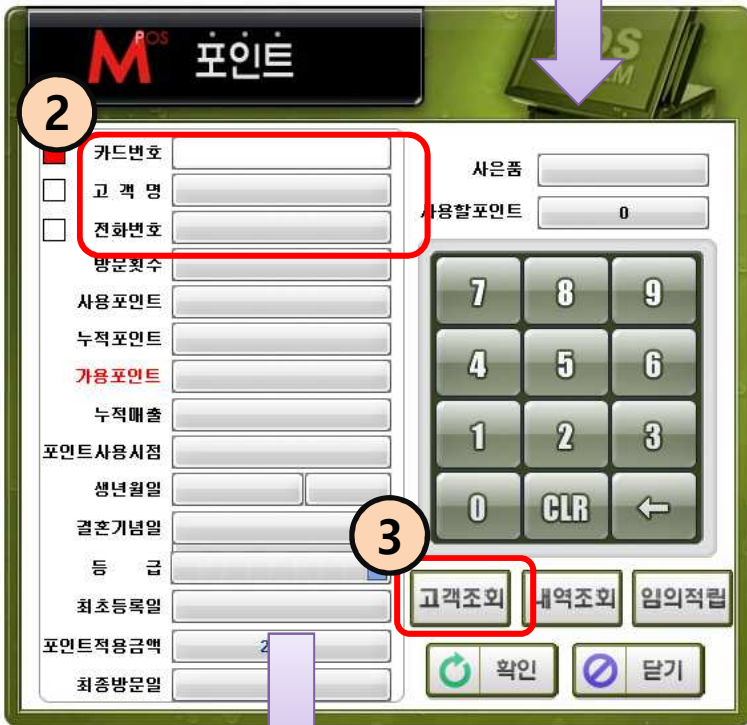 MPOS 포인트
POS
2
카드번호
고 객 명
전화번호
방문횟수
사용포인트
누적포인트
가용포인트
누적매출
포인트사용시점
생년월일
결혼기념일
등 급
최초등록일
포인트적용금액 2
최종방문일
사은품
사용할포인트 0
7 8 9
4 5 6
1 2 3
0 CLR ←
3
고객조회 내역조회 임의적립
확인 닫기